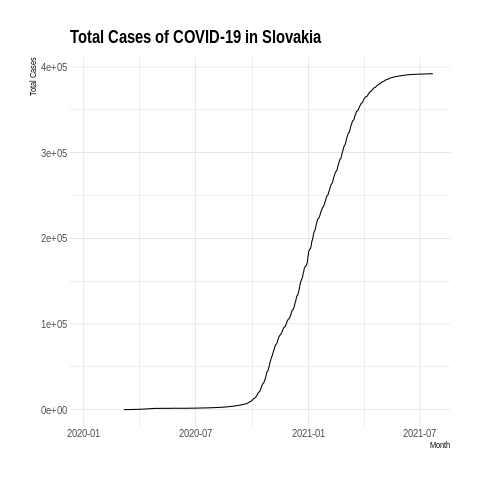 Total Cases of COVID-19 in Slovakia
Total Cases
4e+05
3e+05
2e+05
1e+05
0e+00
2020-01 2020-07 2021-01 2021-07
Month